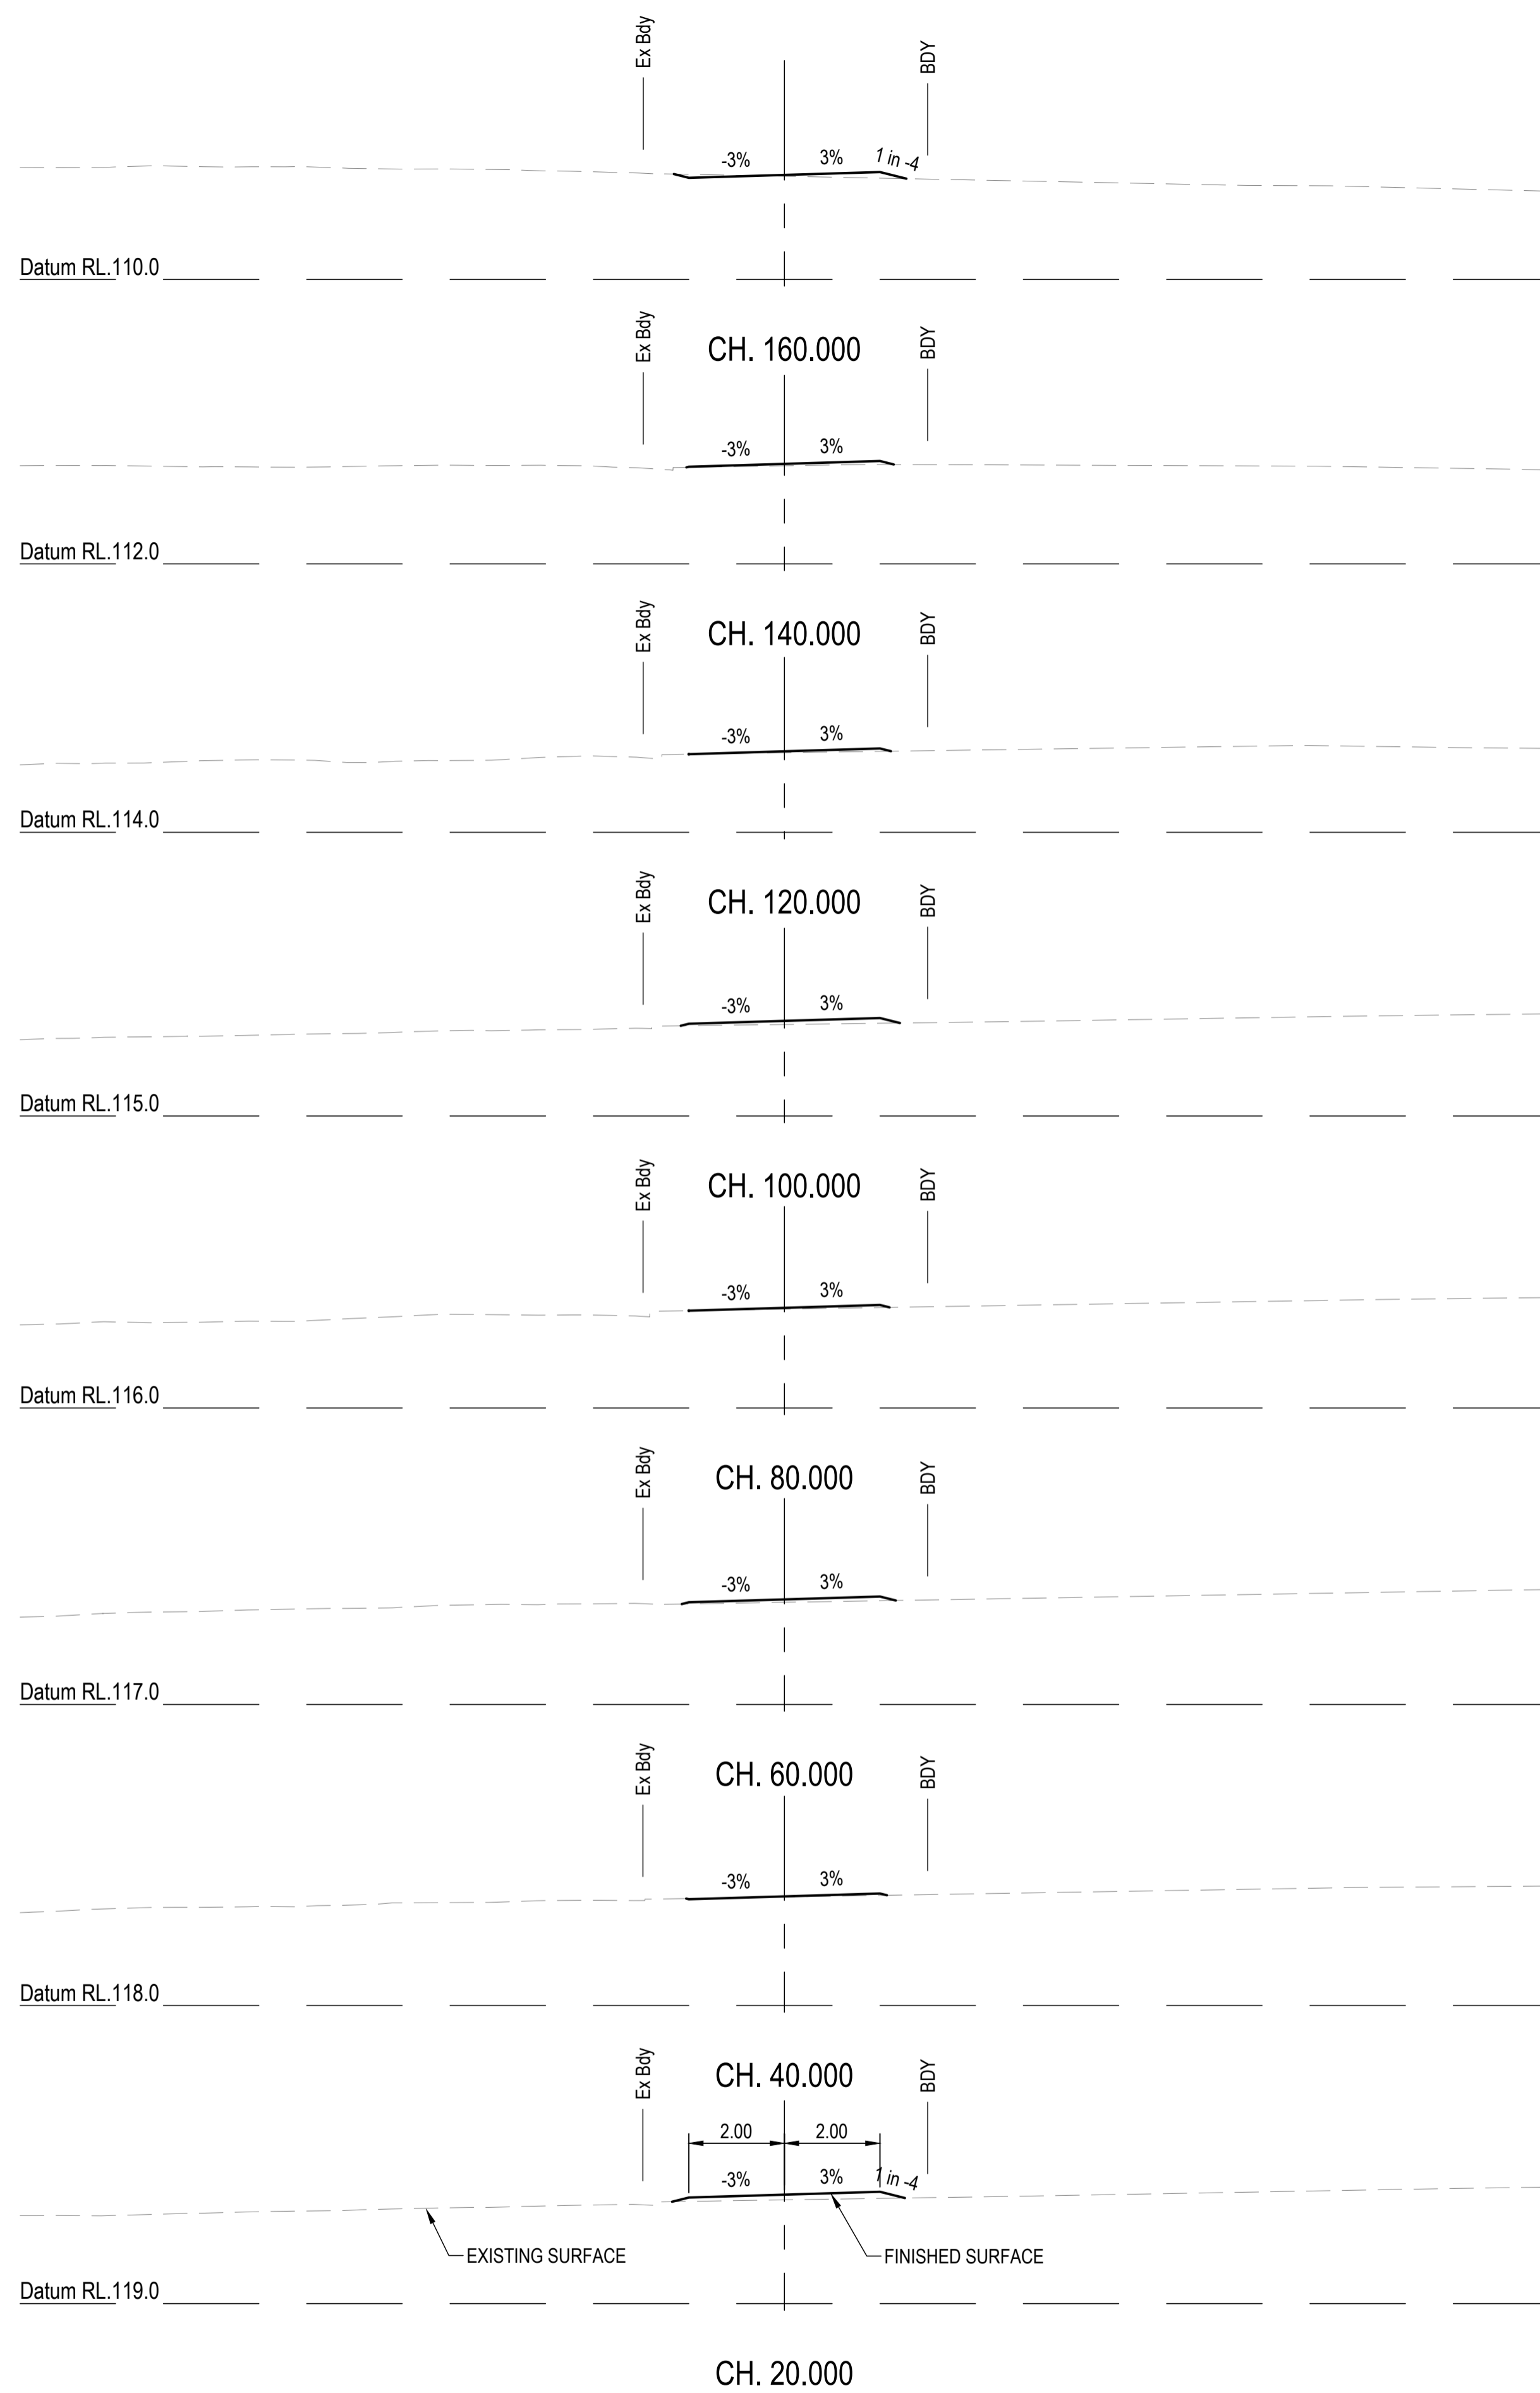 Ex Bdy
BDY
-3%
3%
1 in -4
Datum RL.110.0
CH. 160.000
Ex Bdy
BDY
-3%
3%
Datum RL.112.0
CH. 140.000
Ex Bdy
BDY
-3%
3%
Datum RL.114.0
CH. 120.000
Ex Bdy
BDY
-3%
3%
Datum RL.115.0
CH. 100.000
Ex Bdy
BDY
-3%
3%
Datum RL.116.0
CH. 80.000
Ex Bdy
BDY
-3%
3%
Datum RL.117.0
CH. 60.000
Ex Bdy
BDY
-3%
3%
Datum RL.118.0
CH. 40.000
Ex Bdy
BDY
2.00
2.00
-3%
3%
1 in -4
EXISTING SURFACE
FINISHED SURFACE
Datum RL.119.0
CH. 20.000